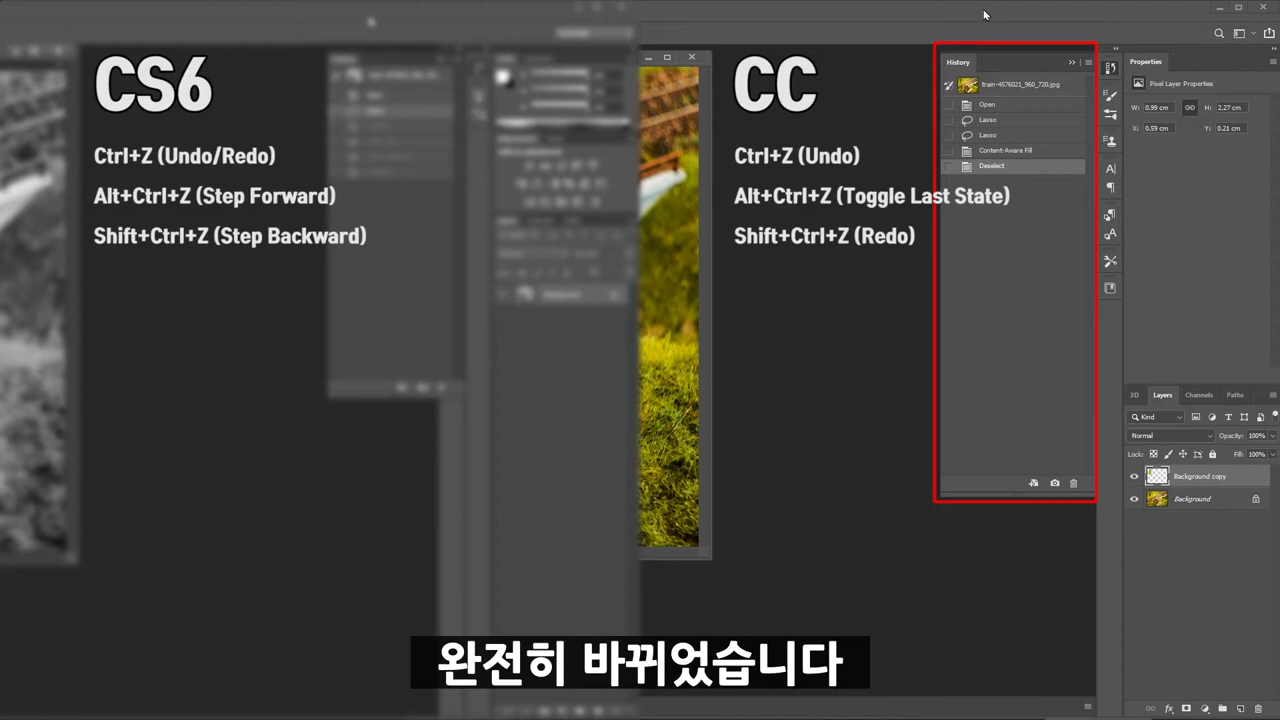 CS6
Ctrl+Z (Undo/Redo)
Alt+Ctrl+Z (Step Forward)
Shift+Ctrl+Z (Step Backward)
CC
Ctrl+Z (Undo)
Alt+Ctrl+Z (Toggle Last State)
Shift+Ctrl+Z (Redo)
History
train-4576021_960_720.jpg
Open
Lasso
Lasso
Content-Aware Fill
Deselect
Properties
Pixel Layer Properties
W: 0.99 cm H: 2.27 cm
X: 0.59 cm Y: 0.21 cm
3D Layers Channels Paths
Kind
Normal Opacity: 100%
Lock: Fill: 100%
Background copy
Background
완전히 바뀌었습니다